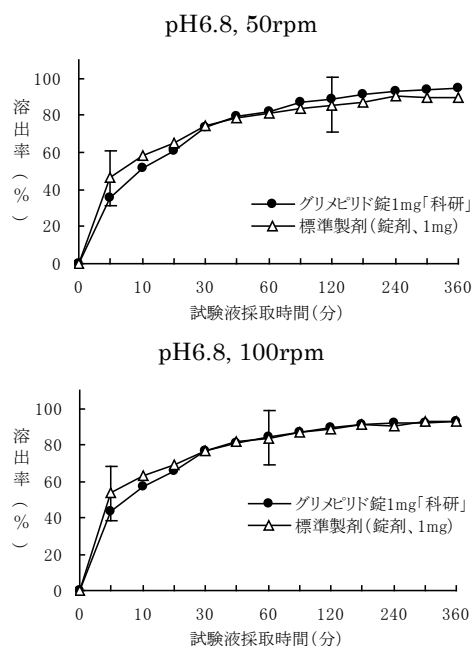 pH6.8, 50rpm
溶出率(%)
100
80
60
40
20
0
グリメピリド錠1mg「科研」
標準製剤(錠剤、1mg)
0 10 30 60 120 240 360
試験液採取時間(分)
pH6.8, 100rpm
溶出率(%)
100
80
60
40
20
0
グリメピリド錠1mg「科研」
標準製剤(錠剤、1mg)
0 10 30 60 120 240 360
試験液採取時間(分)